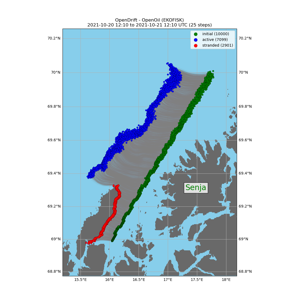 OpenDrift - OpenOil (EKOFISK)
2021-10-20 12:10 to 2021-10-21 12:10 UTC (25 steps)
initial (10000)
active (7099)
stranded (2901)
70.2°N
70.2°N
70°N
70°N
69.8°N
69.8°N
69.6°N
69.6°N
69.4°N
69.4°N
69.2°N
69.2°N
69°N
69°N
68.8°N
68.8°N
Senja
15.5°E
16°E
16.5°E
17°E
17.5°E
18°E